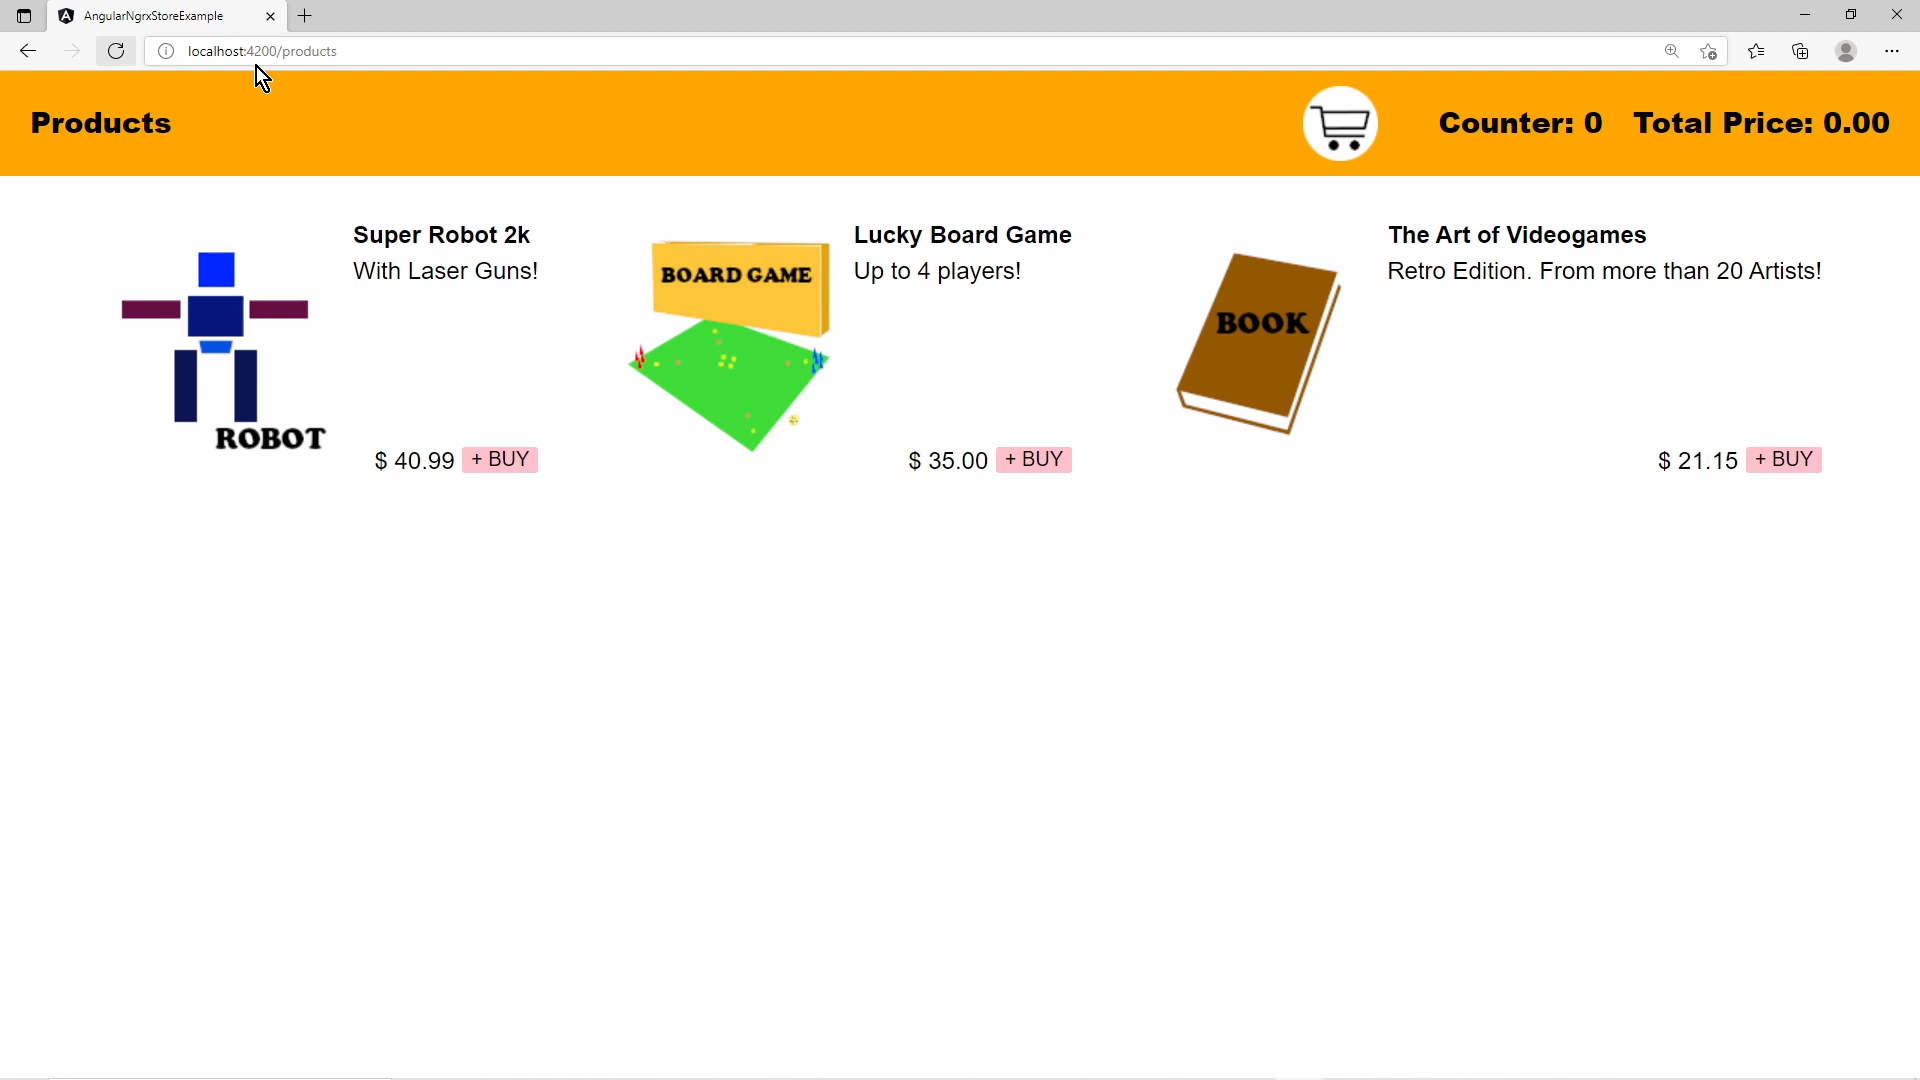 AngularNgrxStoreExample
localhost:4200/products
Products
Counter: 0 Total Price: 0.00
Super Robot 2k
With Laser Guns!
ROBOT
$ 40.99 + BUY
Lucky Board Game
Up to 4 players!
BOARD GAME
$ 35.00 + BUY
The Art of Videogames
Retro Edition. From more than 20 Artists!
BOOK
$ 21.15 + BUY